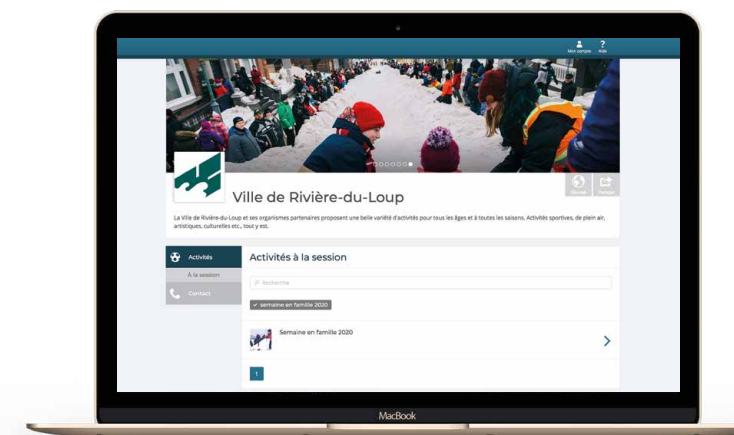 Mon compte
Aide
Partager
Ville de Rivière-du-Loup
La Ville de Rivière-du-Loup et ses organismes partenaires proposent une belle variété d'activités pour tous les âges et à toutes les saisons. Activités sportives, de plein air,
artistiques, culturelles etc., tout y est.
Activités
À la session
Contact
Activités à la session
Recherche
semaine en famille 2020
Semaine en famille 2020
1
MacBook